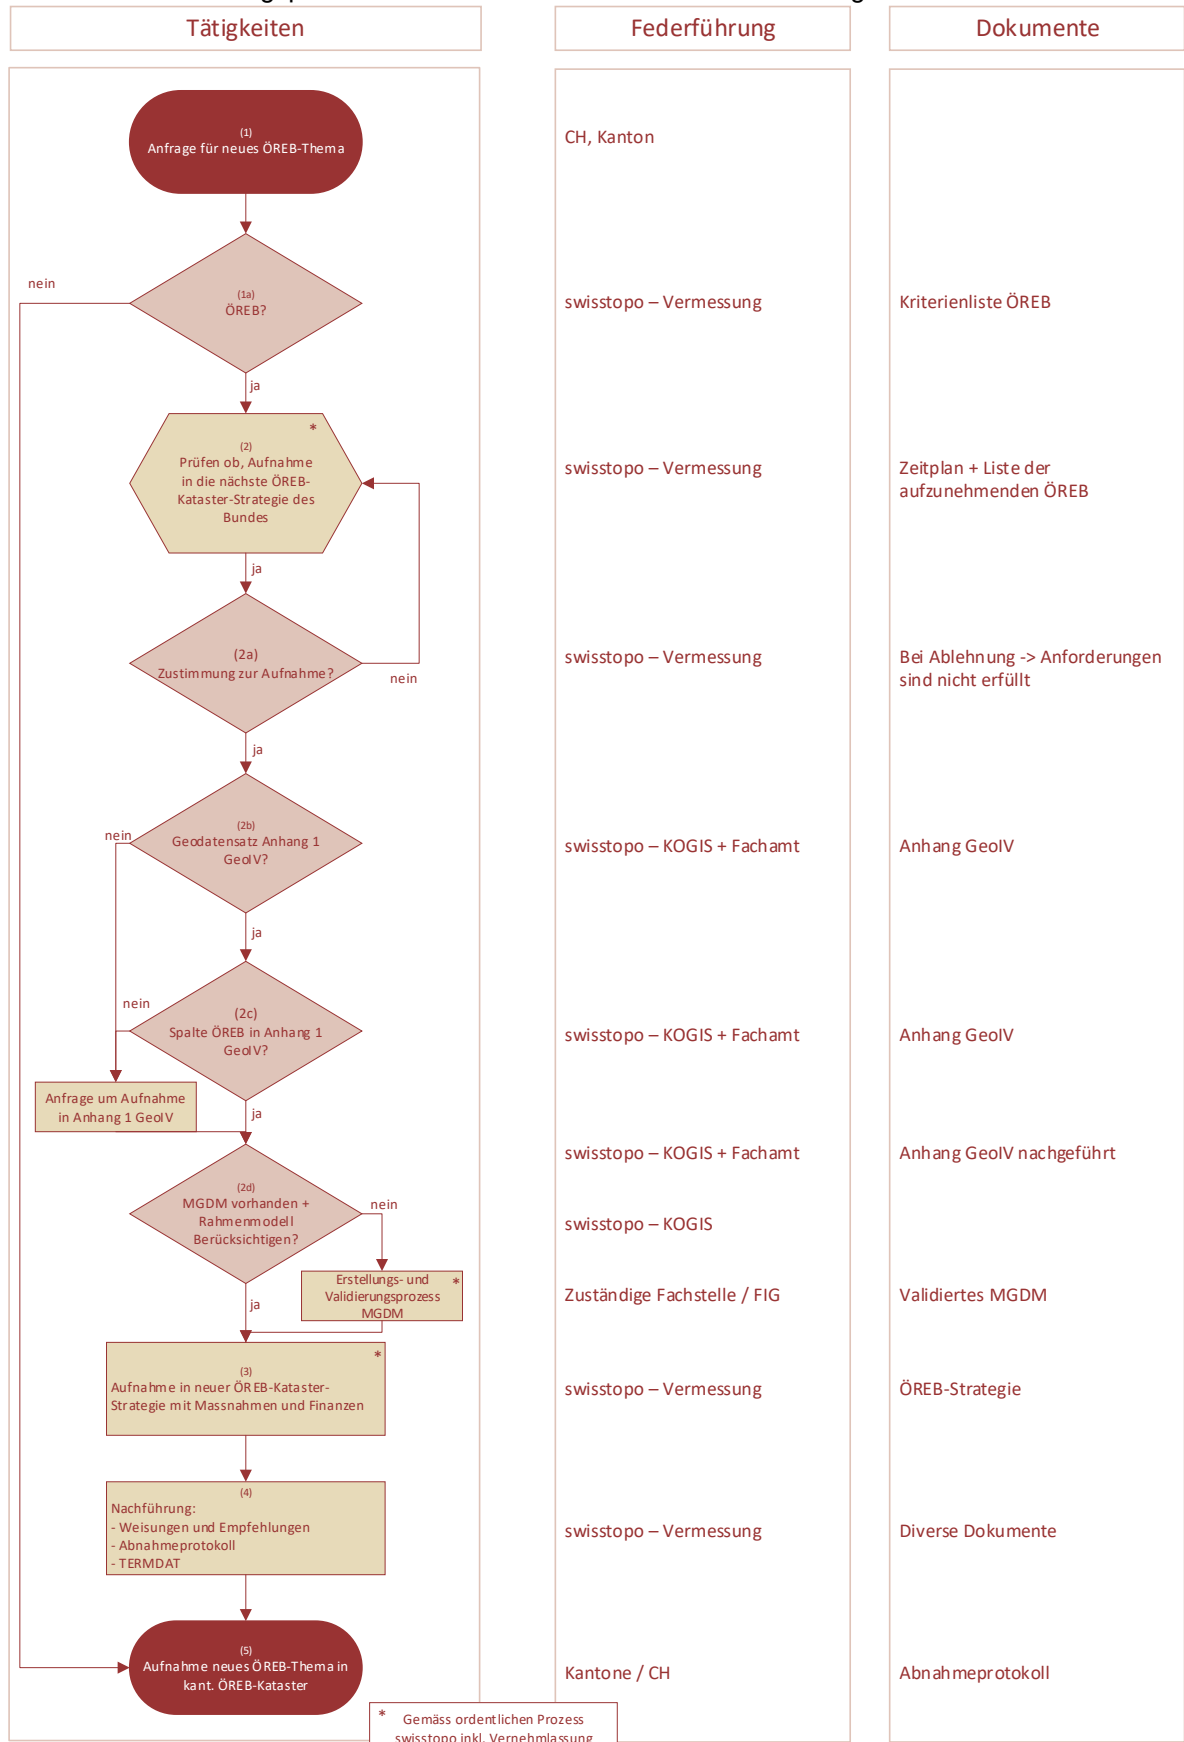 Tätigkeiten
Federführung
Dokumente
(1)
Anfrage für neues ÖREB-Thema
CH, Kanton
nein
(1a)
ÖREB?
swisstopo – Vermessung
Kriterienliste ÖREB
ja
*
(2)
Prüfen ob, Aufnahme
in die nächste ÖREB-
Kataster-Strategie des
Bundes
swisstopo – Vermessung
Zeitplan + Liste der
aufzunehmenden ÖREB
ja
(2a)
Zustimmung zur Aufnahme?
nein
swisstopo – Vermessung
Bei Ablehnung -> Anforderungen
sind nicht erfüllt
ja
(2b)
Geodatensatz Anhang 1
GeoIV?
nein
swisstopo – KOGIS + Fachamt
Anhang GeoIV
ja
nein
(2c)
Spalte ÖREB in Anhang 1
GeoIV?
swisstopo – KOGIS + Fachamt
Anhang GeoIV
Anfrage um Aufnahme
in Anhang 1 GeoIV
ja
swisstopo – KOGIS + Fachamt
Anhang GeoIV nachgeführt
(2d)
MGDM vorhanden +
Rahmenmodell
Berücksichtigen?
nein
swisstopo – KOGIS
Erstellungs- und
Validierungsprozess
MGDM
*
Zuständige Fachstelle / FIG
Validiertes MGDM
ja
*
(3)
Aufnahme in neuer ÖREB-Kataster-
Strategie mit Massnahmen und Finanzen
swisstopo – Vermessung
ÖREB-Strategie
(4)
Nachführung:
- Weisungen und Empfehlungen
- Abnahmeprotokoll
- TERMDAT
swisstopo – Vermessung
Diverse Dokumente
(5)
Aufnahme neues ÖREB-Thema in
kant. ÖREB-Kataster
Kantone / CH
Abnahmeprotokoll
* Gemäss ordentlichen Prozess
swisstopo inkl. Vernehmlassung